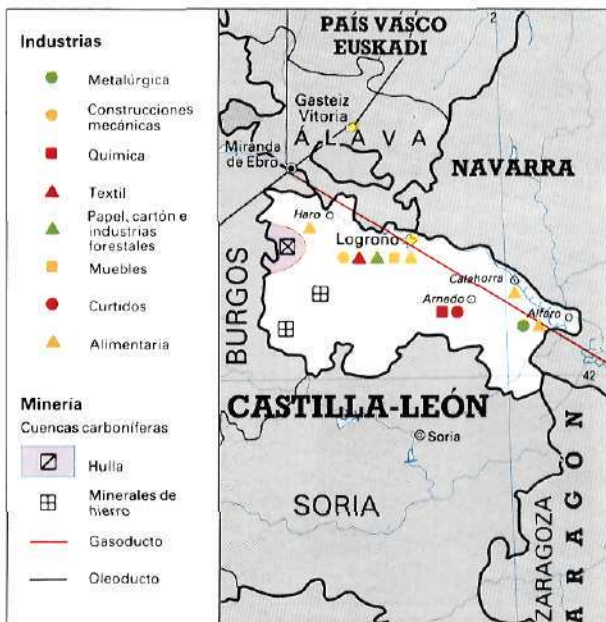 Industrias
Metalúrgica
Construcciones
mecánicas
Química
Textil
Papel, cartón e
industrias
forestales
Muebles
Curtidos
Alimentaria
Minería
Cuencas carboníferas
Hulla
Minerales de
hierro
Gasoducto
Oleoducto
PAÍS VASCO
EUSKADI
2
Gasteiz
Vitoria
ÁLAVA
Miranda
de Ebro
NAVARRA
Haro
Logroño
BURGOS
Calahorra
Arnedo
Alfaro
42
CASTILLA-LEÓN
Soria
SORIA
ZARAGOZA
ARAGÓN